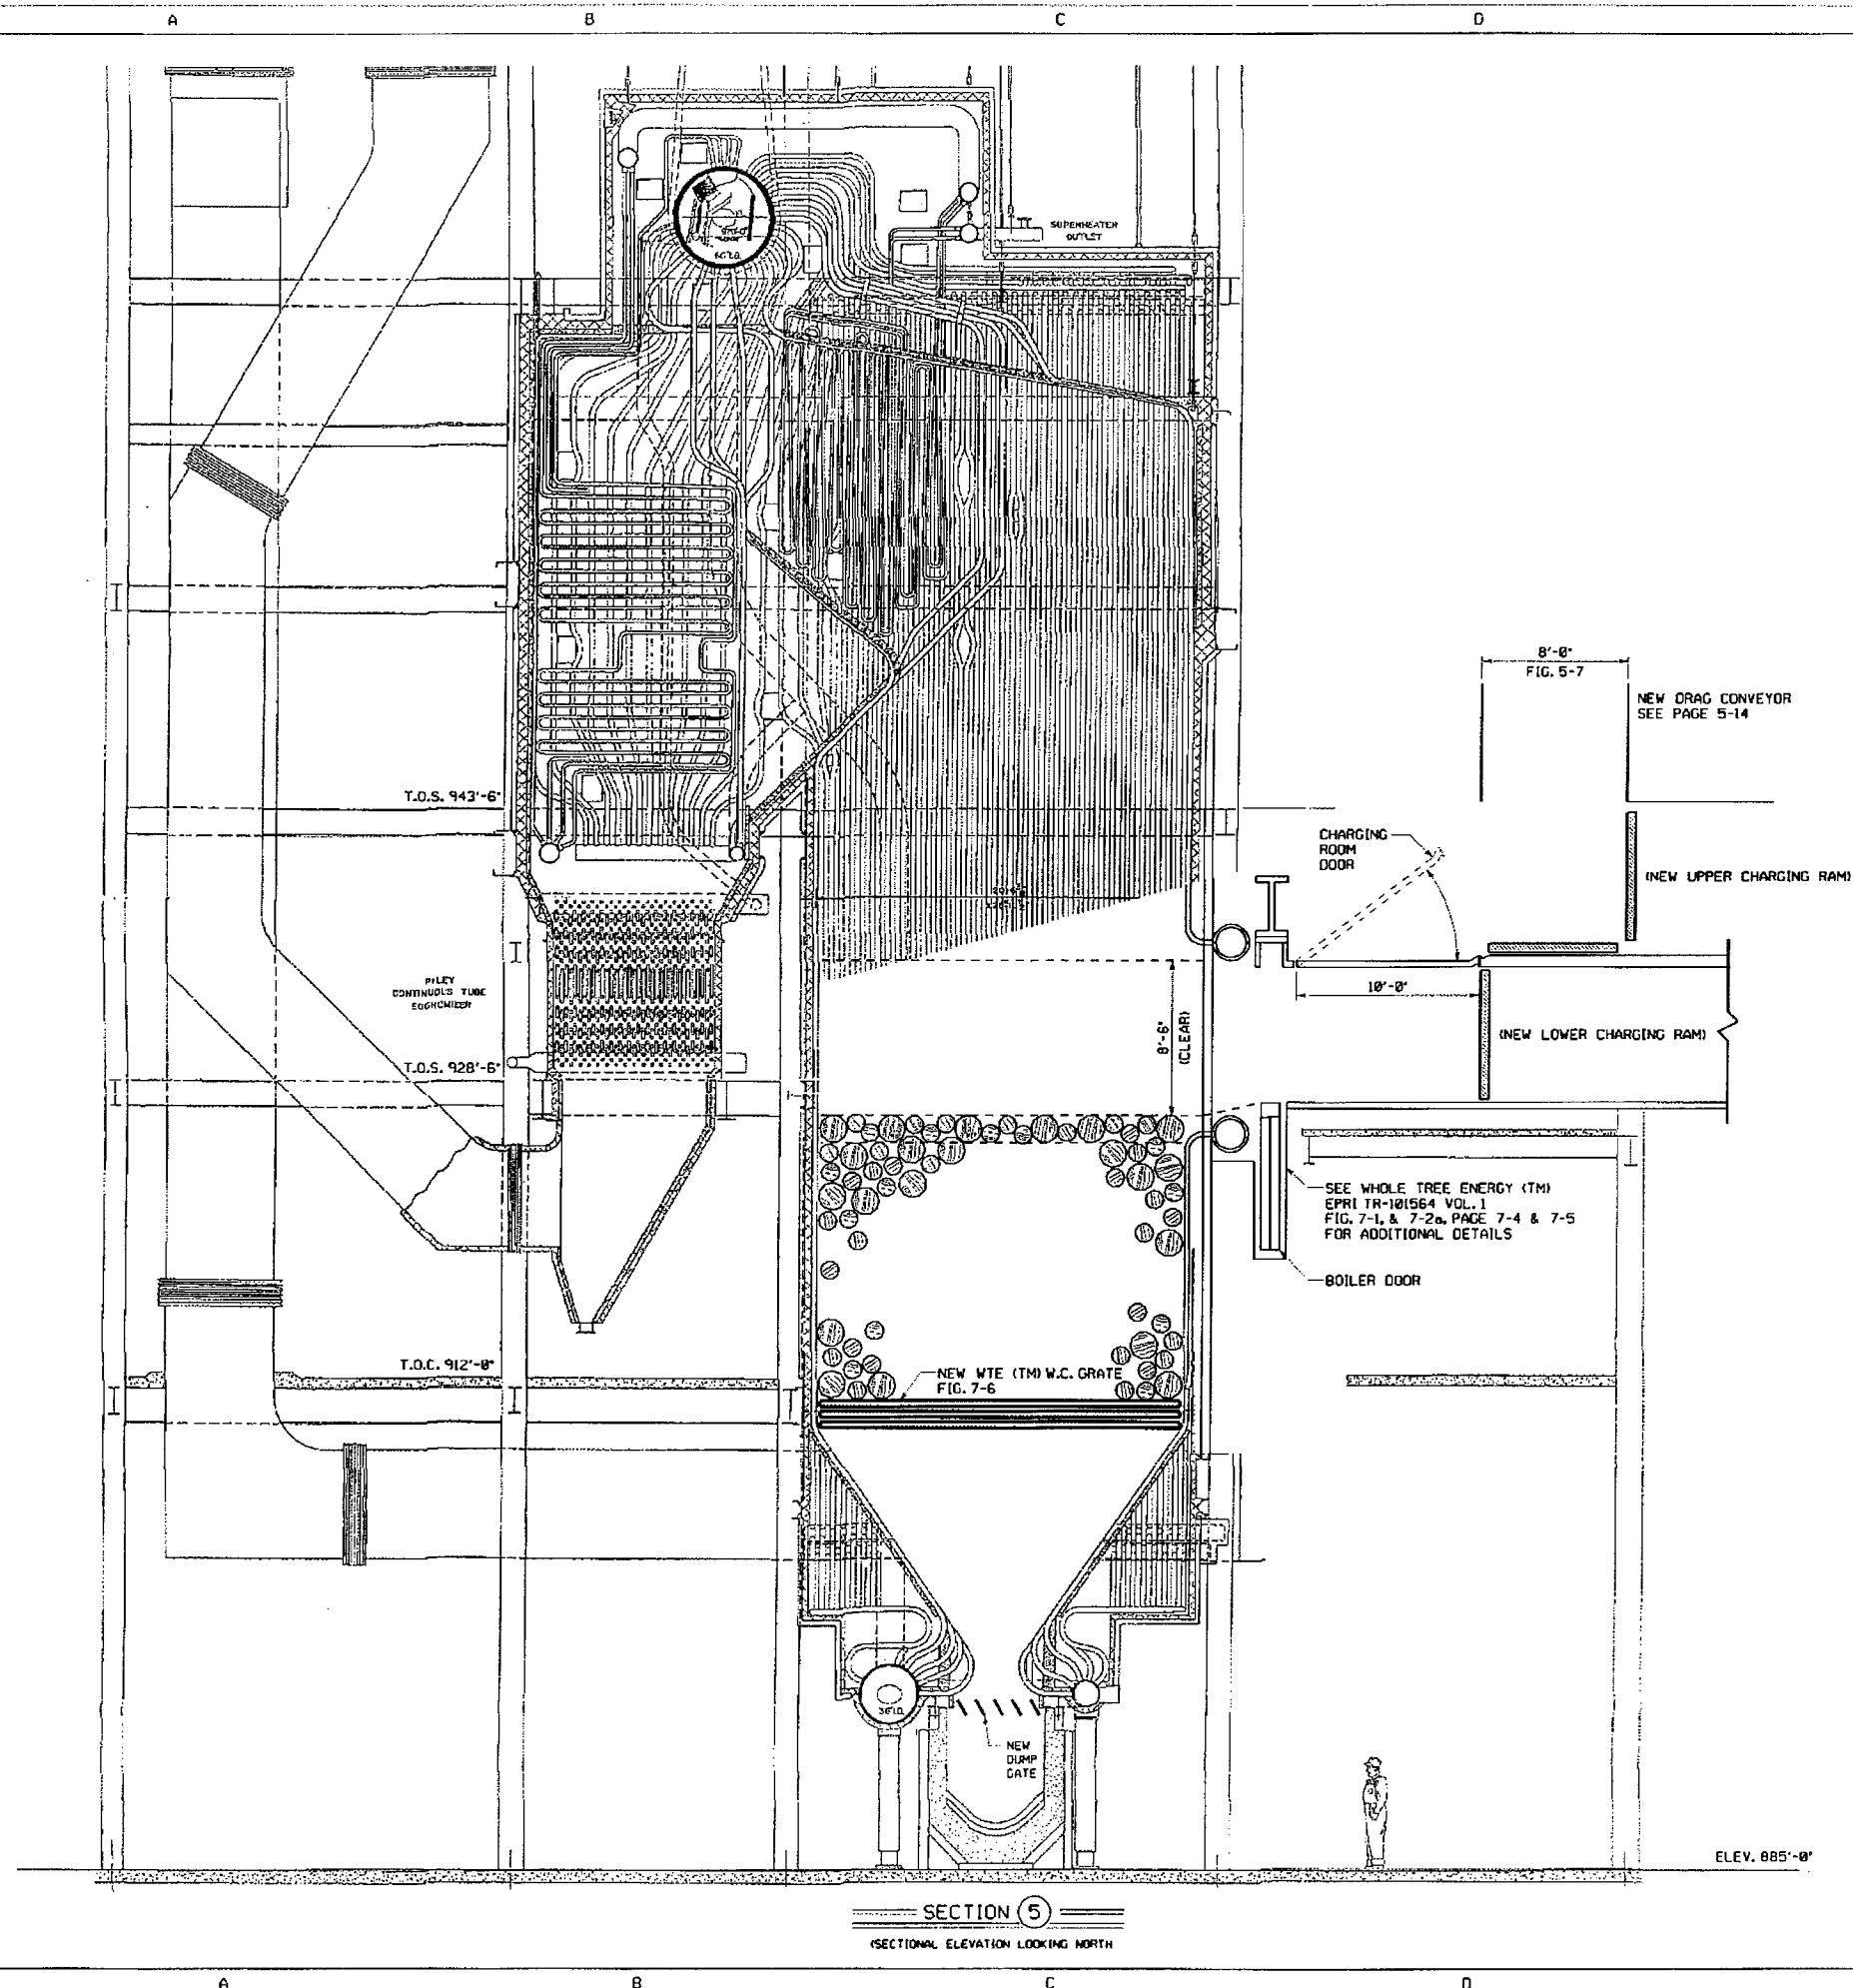 A B C D
SUPERHEATER
OUTLET
60" I.D.
8'-0"
FIG. 5-7
NEW DRAG CONVEYOR
SEE PAGE 5-14
T.O.S. 943'-6"
CHARGING
ROOM
DOOR
(NEW UPPER CHARGING RAM)
RILEY
CONTINUOUS TUBE
ECONOMIZER
10'-0"
8'-6"
(CLEAR)
(NEW LOWER CHARGING RAM)
T.O.S. 928'-6"
SEE WHOLE TREE ENERGY (TM)
EPRI TR-101564 VOL. 1
FIG. 7-1, & 7-2a, PAGE 7-4 & 7-5
FOR ADDITIONAL DETAILS
BOILER DOOR
T.O.C. 912'-0"
NEW WTE (TM) W.C. GRATE
FIG. 7-6
36" I.D.
NEW
DUMP
GATE
ELEV. 885'-0"
SECTION 5
(SECTIONAL ELEVATION LOOKING NORTH
A B C D